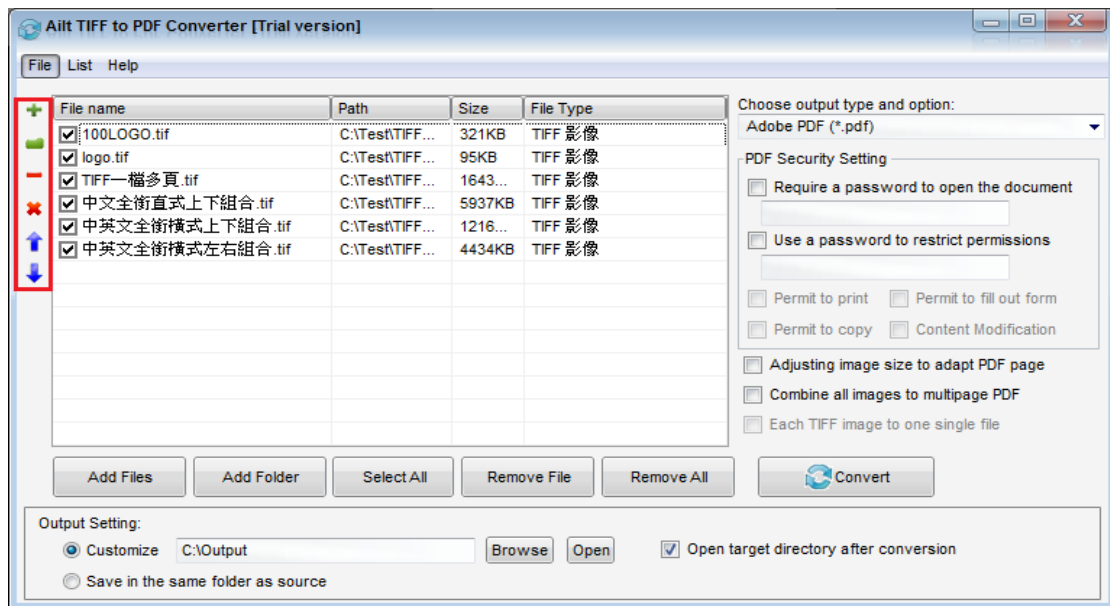 Ailt TIFF to PDF Converter [Trial version]
File List Help
File name Path Size File Type
100LOGO.tif C:\Test\TIFF... 321KB TIFF 影像
logo.tif C:\Test\TIFF... 95KB TIFF 影像
TIFF一檔多頁.tif C:\Test\TIFF... 1643... TIFF 影像
中文全銜直式上下組合.tif C:\Test\TIFF... 5937KB TIFF 影像
中英文全銜橫式上下組合.tif C:\Test\TIFF... 1216... TIFF 影像
中英文全銜橫式左右組合.tif C:\Test\TIFF... 4434KB TIFF 影像
Choose output type and option:
Adobe PDF (*.pdf)
PDF Security Setting
Require a password to open the document
Use a password to restrict permissions
Permit to print Permit to fill out form
Permit to copy Content Modification
Adjusting image size to adapt PDF page
Combine all images to multipage PDF
Each TIFF image to one single file
Add Files Add Folder Select All Remove File Remove All Convert
Output Setting:
Customize C:\Output Browse Open Open target directory after conversion
Save in the same folder as source